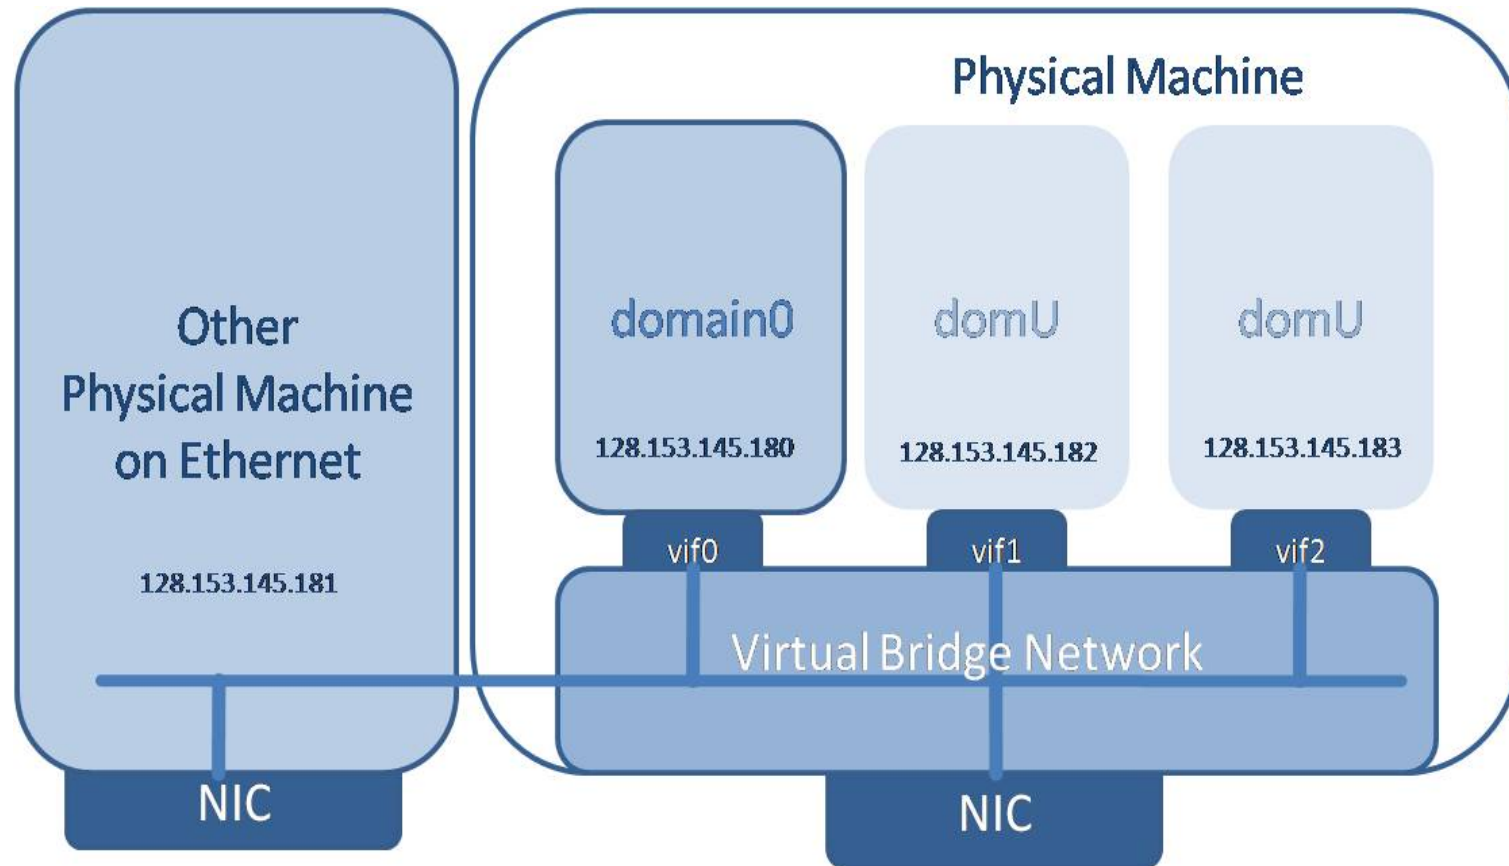 Physical Machine
Other
Physical Machine
on Ethernet
128.153.145.181
NIC
domain0
128.153.145.180
domU
128.153.145.182
domU
128.153.145.183
vif0
vif1
vif2
Virtual Bridge Network
NIC